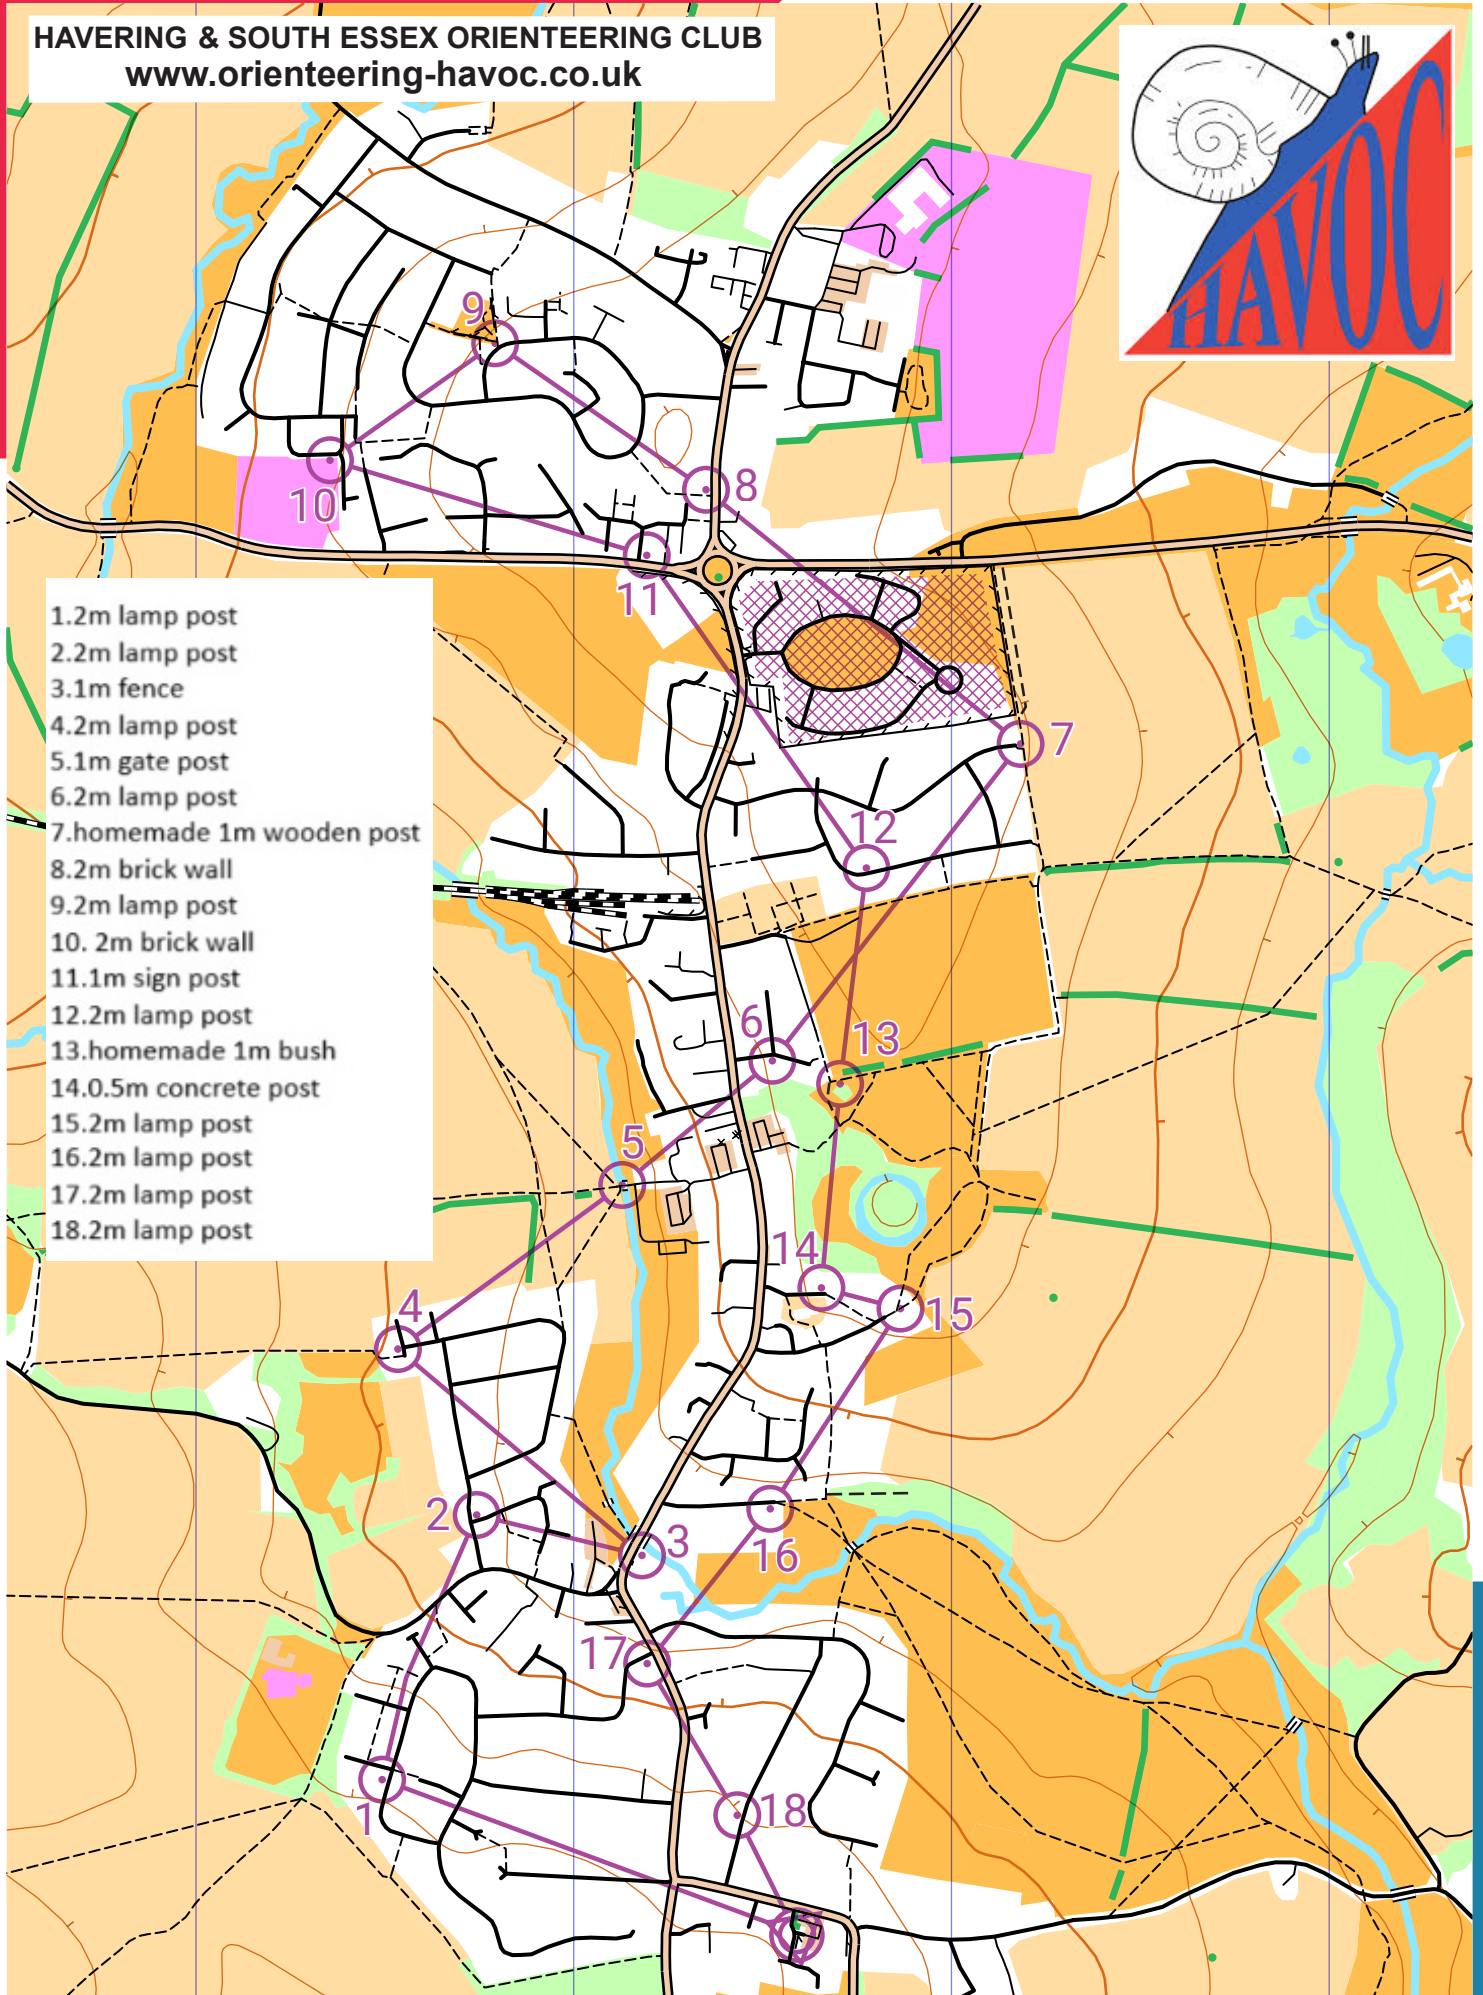 HAVERING & SOUTH ESSEX ORIENTEERING CLUB
www.orienteering-havoc.co.uk
HAVOC
9
10
8
11
7
12
1.2m lamp post
2.2m lamp post
3.1m fence
4.2m lamp post
5.1m gate post
6.2m lamp post
7.homemade 1m wooden post
8.2m brick wall
9.2m lamp post
10. 2m brick wall
11.1m sign post
12.2m lamp post
13.homemade 1m bush
14.0.5m concrete post
15.2m lamp post
16.2m lamp post
17.2m lamp post
18.2m lamp post
6
13
5
14
4
15
2
3
16
17
1
18